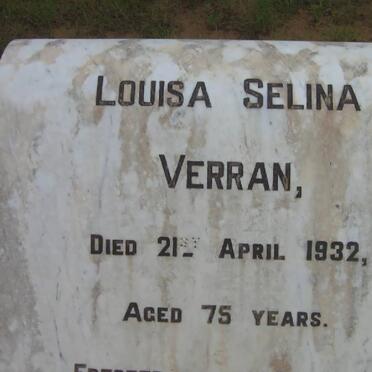 LOUISA SELINA
VERRAN,
DIED 21ST APRIL 1932,
AGED 75 YEARS.